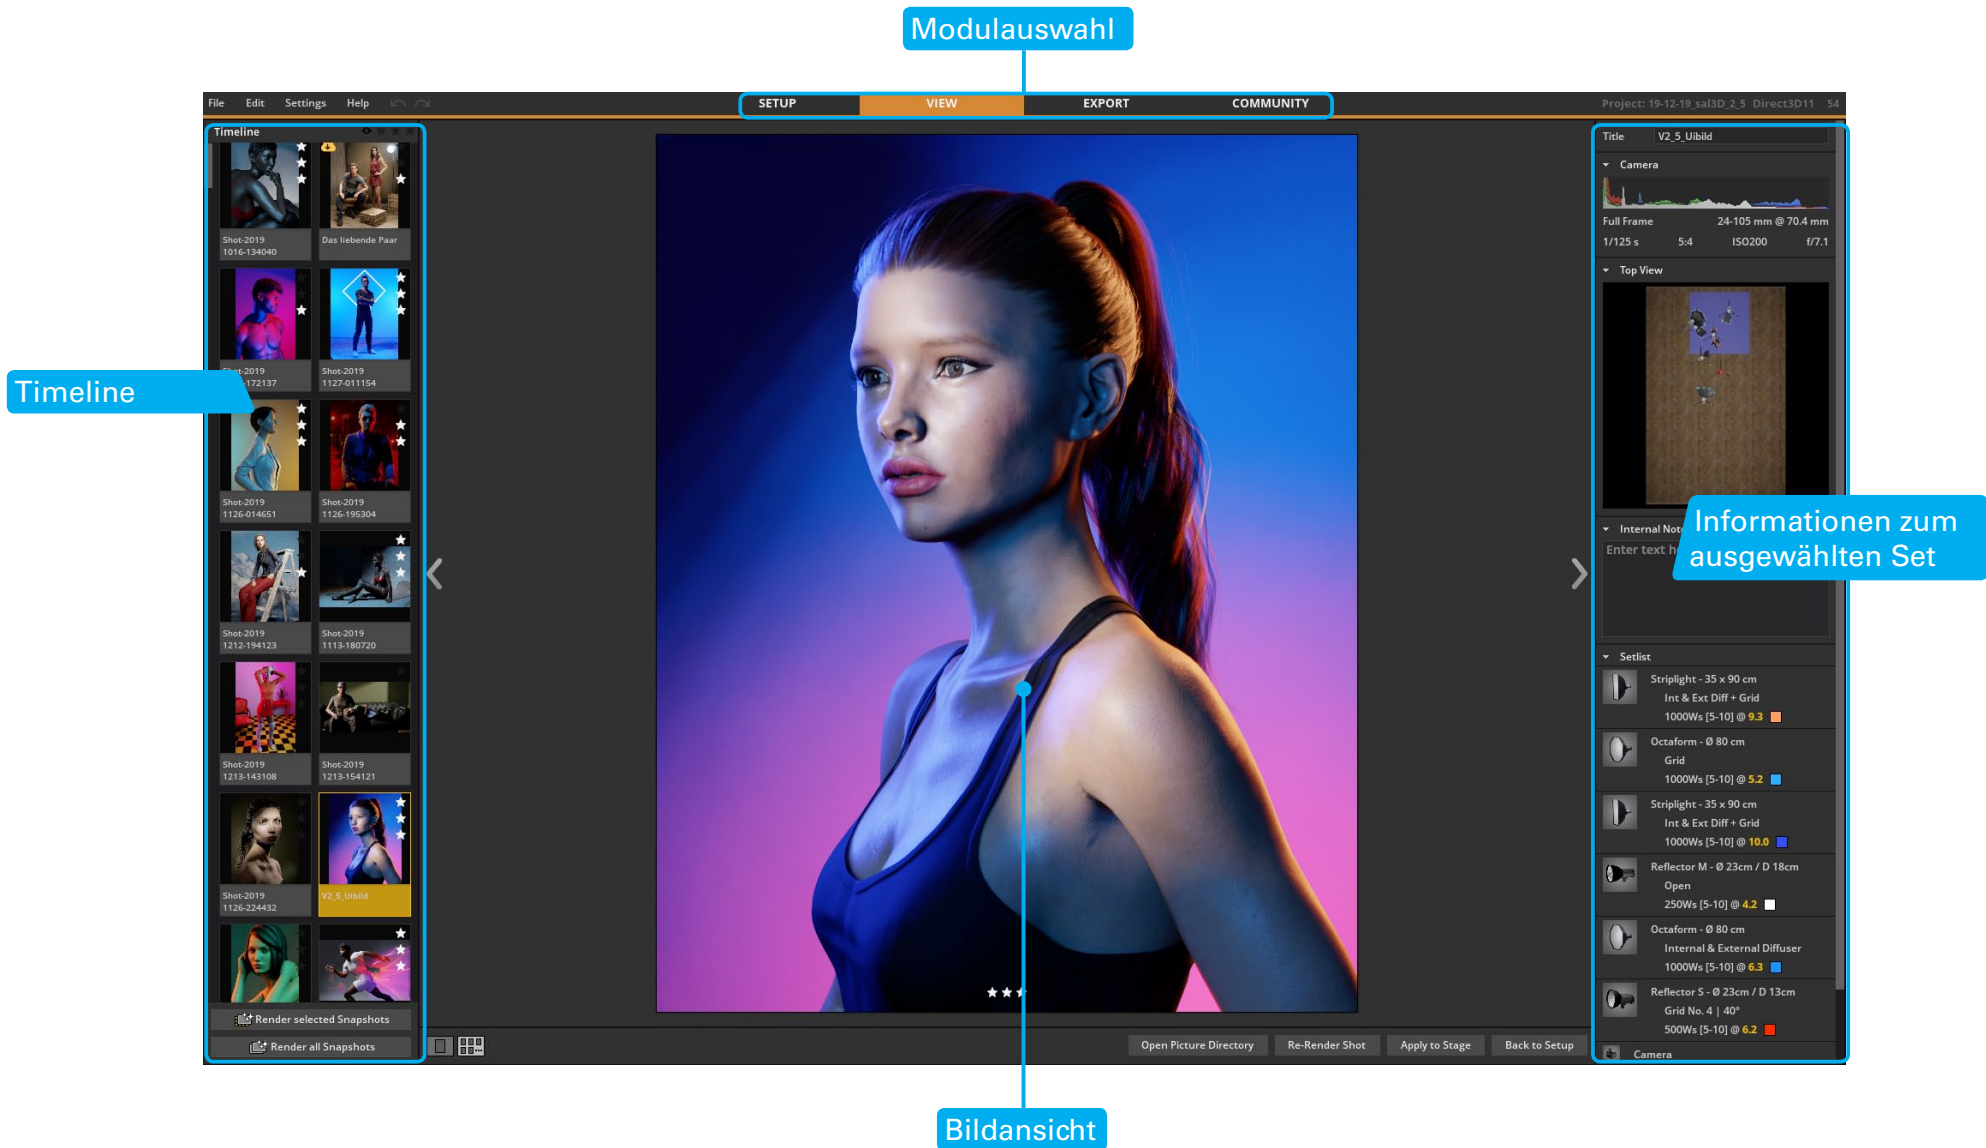 Modulauswahl
File Edit Settings Help
SETUP VIEW EXPORT COMMUNITY
Project: 19-12-19_sal3D_2_5 Direct3D11 54
Timeline
Timeline
Shot-2019
1016-134040
Das liebende Paar
Shot-2019
-172137
Shot-2019
1127-011154
Shot-2019
1126-014651
Shot-2019
1126-195304
Shot-2019
1212-194123
Shot-2019
1113-180720
Shot-2019
1213-143108
Shot-2019
1213-154121
Shot-2019
1126-224432
V2_5_Uibild
Render selected Snapshots
Render all Snapshots
Open Picture Directory Re-Render Shot Apply to Stage Back to Setup
Bildansicht
Title V2_5_Uibild
Camera
Full Frame 24-105 mm @ 70.4 mm
1/125 s 5:4 ISO200 f/7.1
Top View
Internal Not
Enter text h
Informationen zum
ausgewählten Set
Setlist
Striplight - 35 x 90 cm
Int & Ext Diff + Grid
1000Ws [5-10] @ 9.3
Octaform - Ø 80 cm
Grid
1000Ws [5-10] @ 5.2
Striplight - 35 x 90 cm
Int & Ext Diff + Grid
1000Ws [5-10] @ 10.0
Reflector M - Ø 23cm / D 18cm
Open
250Ws [5-10] @ 4.2
Octaform - Ø 80 cm
Internal & External Diffuser
1000Ws [5-10] @ 6.3
Reflector S - Ø 23cm / D 13cm
Grid No. 4 | 40°
500Ws [5-10] @ 6.2
Camera